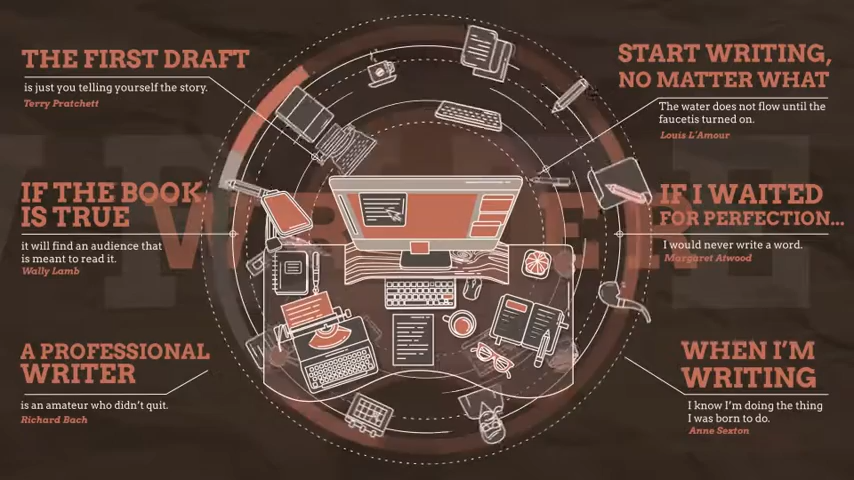 THE FIRST DRAFT
is just you telling yourself the story.
Terry Pratchett
IF THE BOOK
IS TRUE
it will find an audience that
is meant to read it.
Wally Lamb
A PROFESSIONAL
WRITER
is an amateur who didn't quit.
Richard Bach
START WRITING,
NO MATTER WHAT
The water does not flow until the
faucetis turned on.
Louis L'Amour
IF I WAITED
FOR PERFECTION...
I would never write a word.
Margaret Atwood
WHEN I'M
WRITING
I know I'm doing the thing
I was born to do.
Anne Sexton